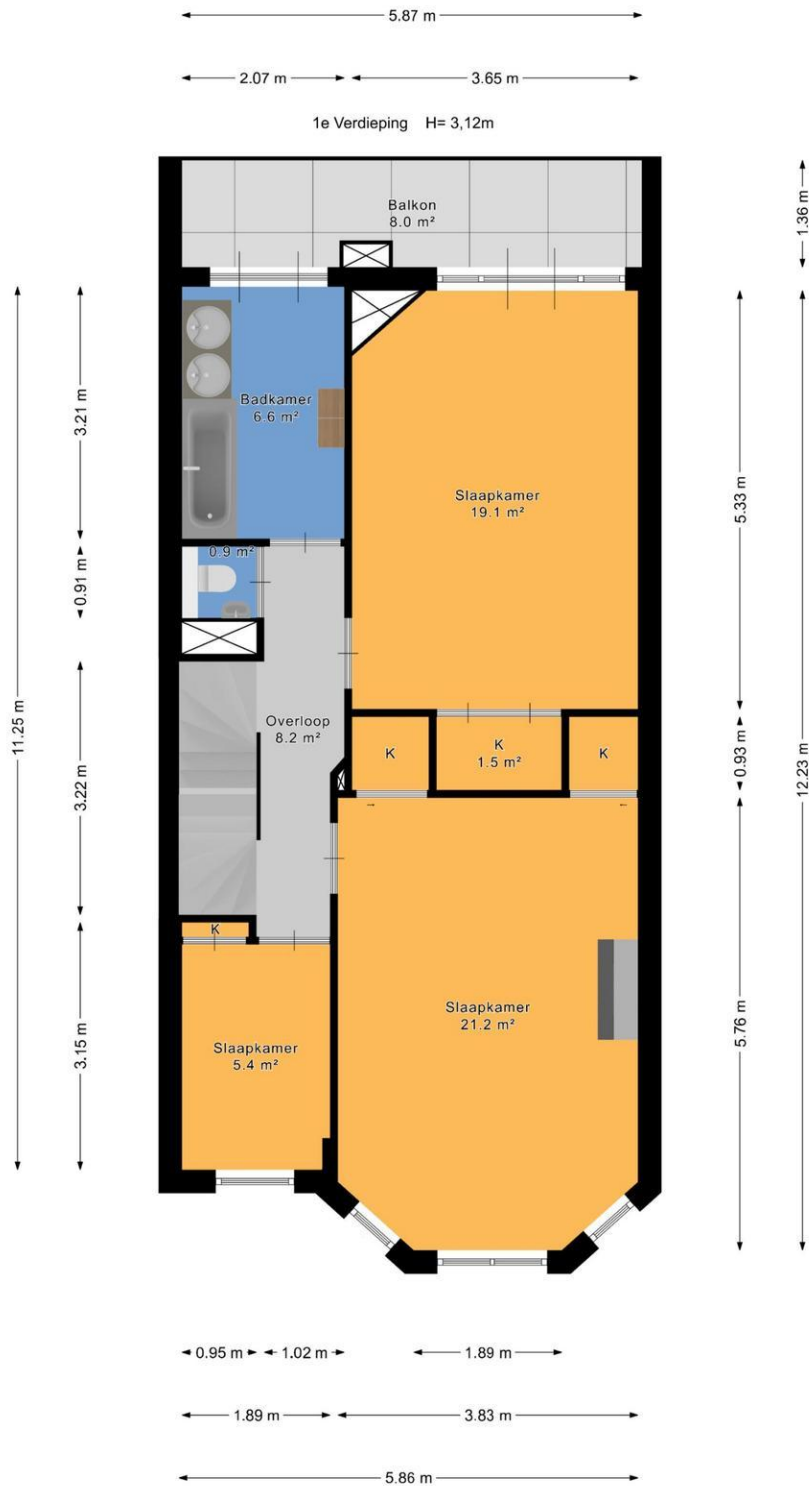 5.87 m
2.07 m
3.65 m
1e Verdieping H= 3,12m
Balkon
8.0 m²
1.36 m
3.21 m
Badkamer
6.6 m²
Slaapkamer
19.1 m²
5.33 m
0.9 m²
0.91 m
11.25 m
12.23 m
Overloop
8.2 m²
3.22 m
K
K
1.5 m²
K
0.93 m
K
Slaapkamer
5.4 m²
3.15 m
Slaapkamer
21.2 m²
5.76 m
0.95 m
1.02 m
1.89 m
1.89 m
3.83 m
5.86 m